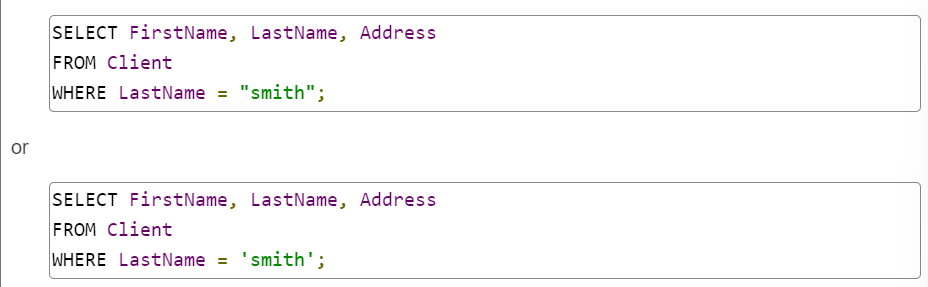 SELECT FirstName, LastName, Address
FROM Client
WHERE LastName = "smith";
or
SELECT FirstName, LastName, Address
FROM Client
WHERE LastName = 'smith';